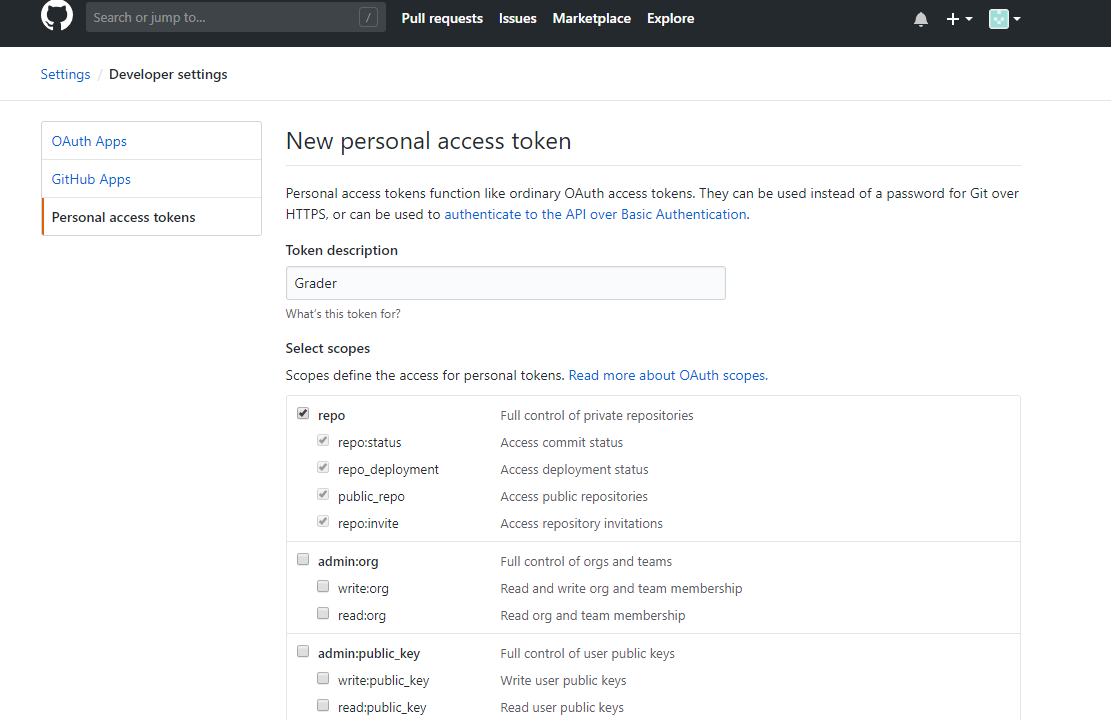 Search or jump to... /
Pull requests Issues Marketplace Explore
Settings / Developer settings
OAuth Apps
GitHub Apps
Personal access tokens
New personal access token
Personal access tokens function like ordinary OAuth access tokens. They can be used instead of a password for Git over
HTTPS, or can be used to authenticate to the API over Basic Authentication.
Token description
Grader
What's this token for?
Select scopes
Scopes define the access for personal tokens. Read more about OAuth scopes.
repo Full control of private repositories
repo:status Access commit status
repo_deployment Access deployment status
public_repo Access public repositories
repo:invite Access repository invitations
admin:org Full control of orgs and teams
write:org Read and write org and team membership
read:org Read org and team membership
admin:public_key Full control of user public keys
write:public_key Write user public keys
read:public_key Read user public keys